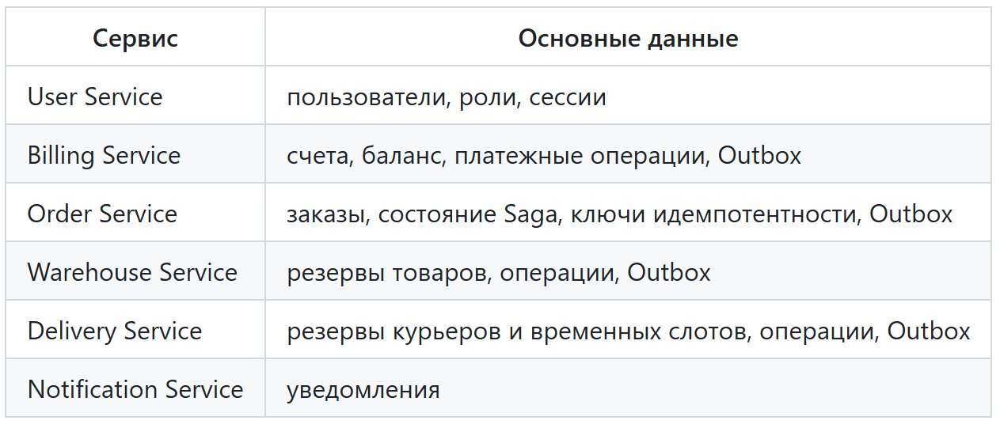 Сервис Основные данные
User Service пользователи, роли, сессии
Billing Service счета, баланс, платежные операции, Outbox
Order Service заказы, состояние Saga, ключи идемпотентности, Outbox
Warehouse Service резервы товаров, операции, Outbox
Delivery Service резервы курьеров и временных слотов, операции, Outbox
Notification Service уведомления